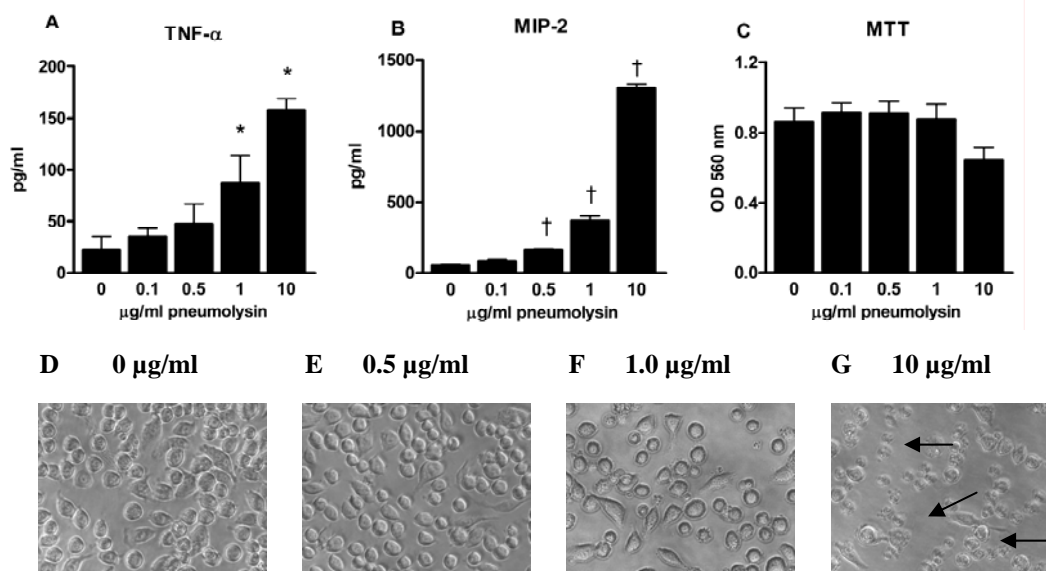 A
TNF-α
200
150
100
50
0
pg/ml
*
*
0 0.1 0.5 1 10
μg/ml pneumolysin
B
MIP-2
1500
1000
500
0
pg/ml
†
†
†
0 0.1 0.5 1 10
μg/ml pneumolysin
C
MTT
1.2
0.8
0.4
0.0
OD 560 nm
0 0.1 0.5 1 10
μg/ml pneumolysin
D 0 μg/ml
E 0.5 μg/ml
F 1.0 μg/ml
G 10 μg/ml